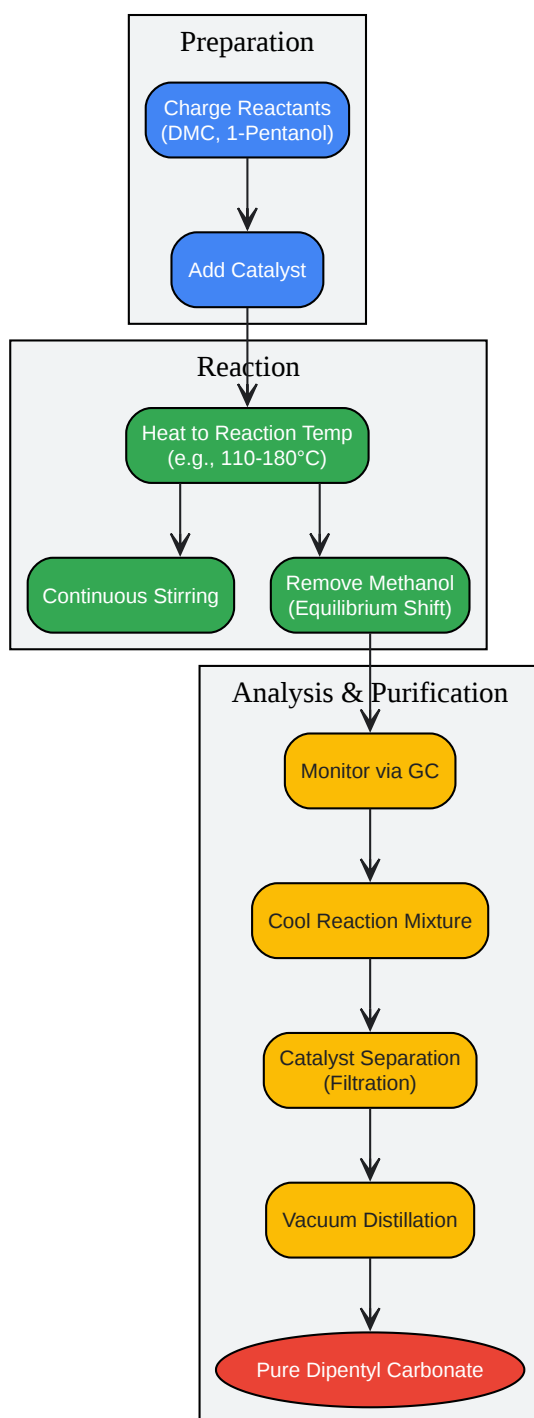 Preparation
Charge Reactants
(DMC, 1-Pentanol)
Add Catalyst
Reaction
Heat to Reaction Temp
(e.g., 110-180°C)
Continuous Stirring
Remove Methanol
(Equilibrium Shift)
Analysis & Purification
Monitor via GC
Cool Reaction Mixture
Catalyst Separation
(Filtration)
Vacuum Distillation
Pure Dipentyl Carbonate